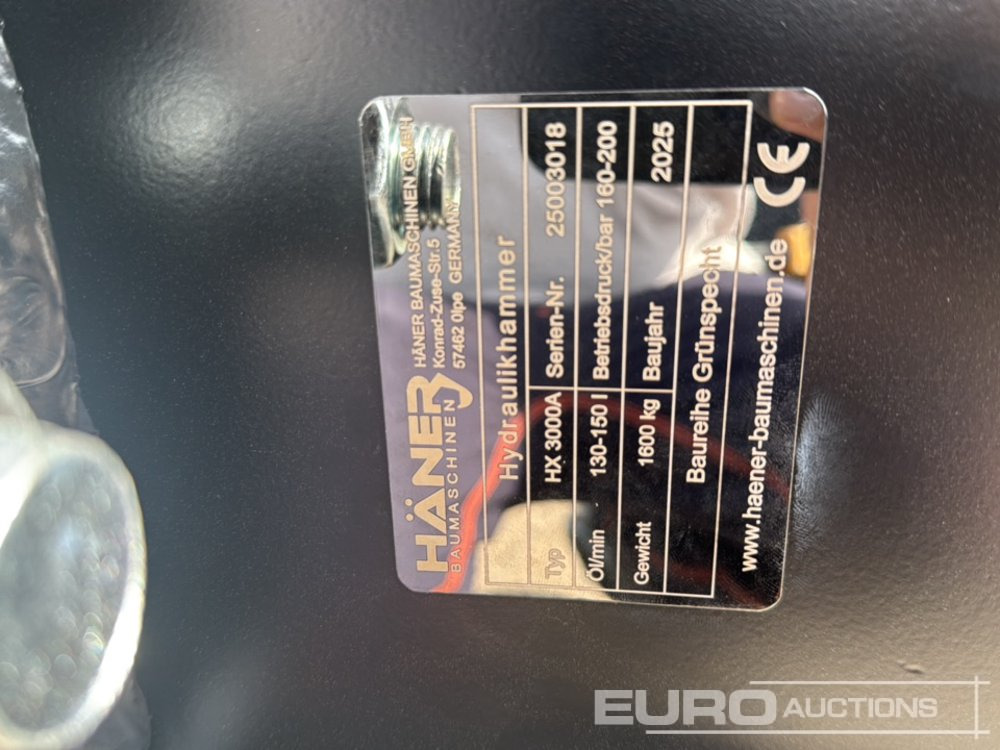 HÄNER
BAUMASCHINEN
HÄNER BAUMASCHINEN GMBH
Konrad-Zuse-Str.5
57462 Olpe GERMANY
Hydraulikhammer
Typ HX 3000A Serien-Nr. 25003018
Öl/min 130-150 l Betriebsdruck/bar 160-200
Gewicht 1600 kg Baujahr 2025
Baureihe Grünspecht
www.haener-baumaschinen.de CE
EURO AUCTIONS